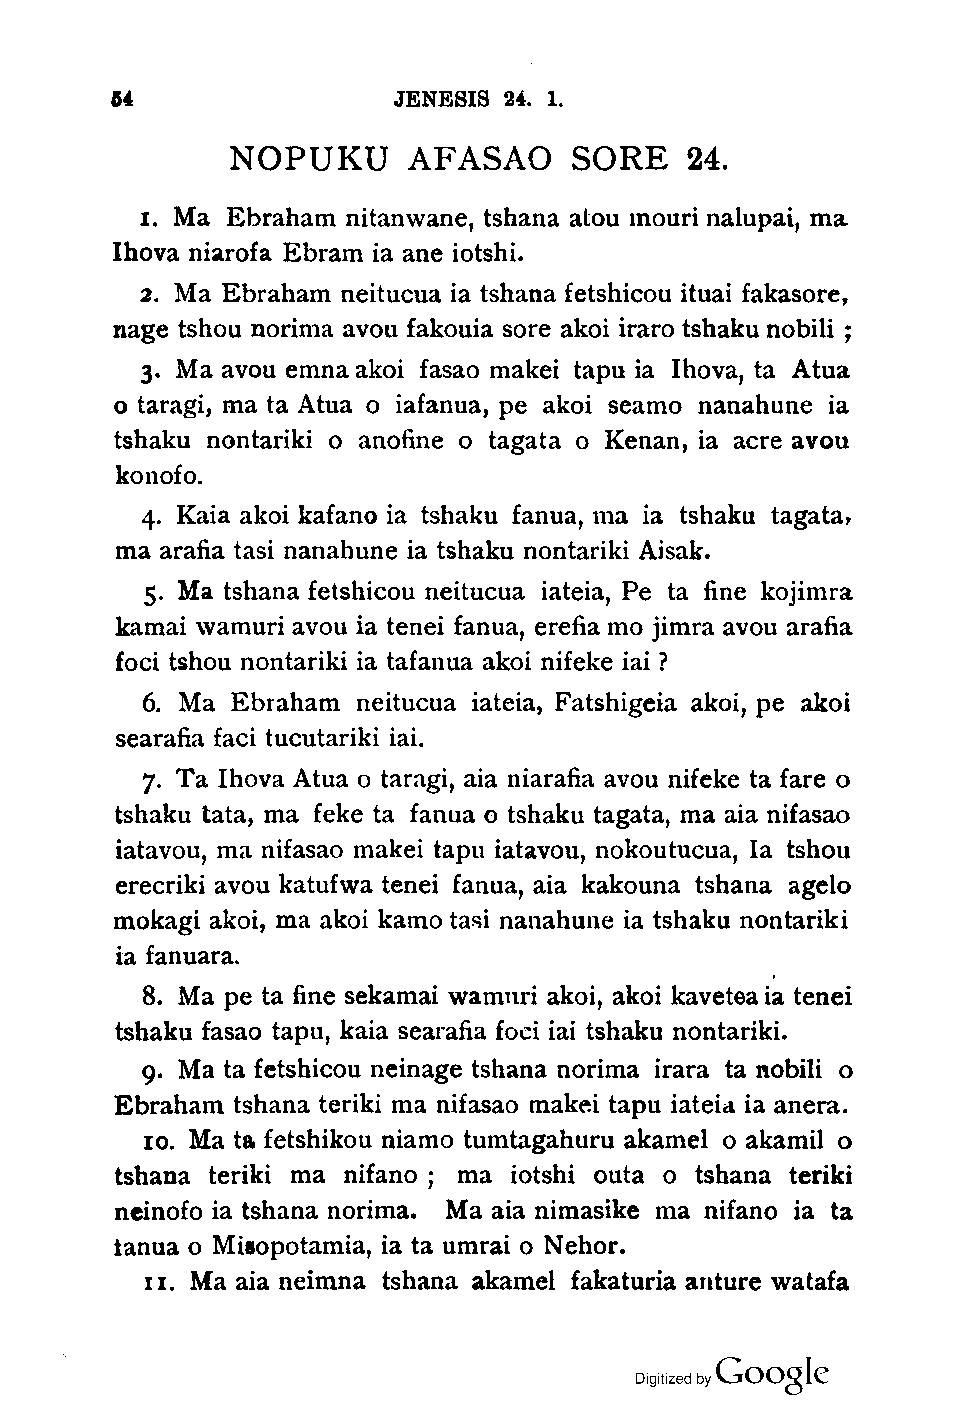 54 JENESIS 24. 1.
NOPUKU AFASAO SORE 24.
1. Ma Ebraham nitanwane, tshana atou mouri nalupai, ma
Ihova niarofa Ebram ia ane iotshi.
2. Ma Ebraham neitucua ia tshana fetshicou ituai fakasore,
nage tshou norima avou fakouia sore akoi iraro tshaku nobili ;
3. Ma avou emna akoi fasao makei tapu ia Ihova, ta Atua
o taragi, ma ta Atua o iafanua, pe akoi seamo nanahune ia
tshaku nontariki o anofine o tagata o Kenan, ia acre avou
konofo.
4. Kaia akoi kafano ia tshaku fanua, ma ia tshaku tagata,
ma arafia tasi nanahune ia tshaku nontariki Aisak.
5. Ma tshana fetshicou neitucua iateia, Pe ta fine kojimra
kamai wamuri avou ia tenei fanua, erefia mo jimra avou arafia
foci tshou nontariki ia tafanua akoi nifeke iai ?
6. Ma Ebraham neitucua iateia, Fatshigeia akoi, pe akoi
searafia faci tucutariki iai.
7. Ta Ihova Atua o taragi, aia niarafia avou nifeke ta fare o
tshaku tata, ma feke ta fanua o tshaku tagata, ma aia nifasao
iatavou, ma nifasao makei tapu iatavou, nokoutucua, Ia tshou
erecriki avou katufwa tenei fanua, aia kakouna tshana agelo
mokagi akoi, ma akoi kamo tasi nanahune ia tshaku nontariki
ia fanuara.
8. Ma pe ta fine sekamai wamuri akoi, akoi kavetea ia tenei
tshaku fasao tapu, kaia searafia foci iai tshaku nontariki.
9. Ma ta fetshicou neinage tshana norima irara ta nobili o
Ebraham tshana teriki ma nifasao makei tapu iateia ia anera.
10. Ma ta fetshikou niamo tumtagahuru akamel o akamil o
tshana teriki ma nifano ; ma iotshi outa o tshana teriki
neinofo ia tshana norima. Ma aia nimasike ma nifano ia ta
tanua o Misopotamia, ia ta umrai o Nehor.
11. Ma aia neimna tshana akamel fakaturia anture watafa
Digitized by Google